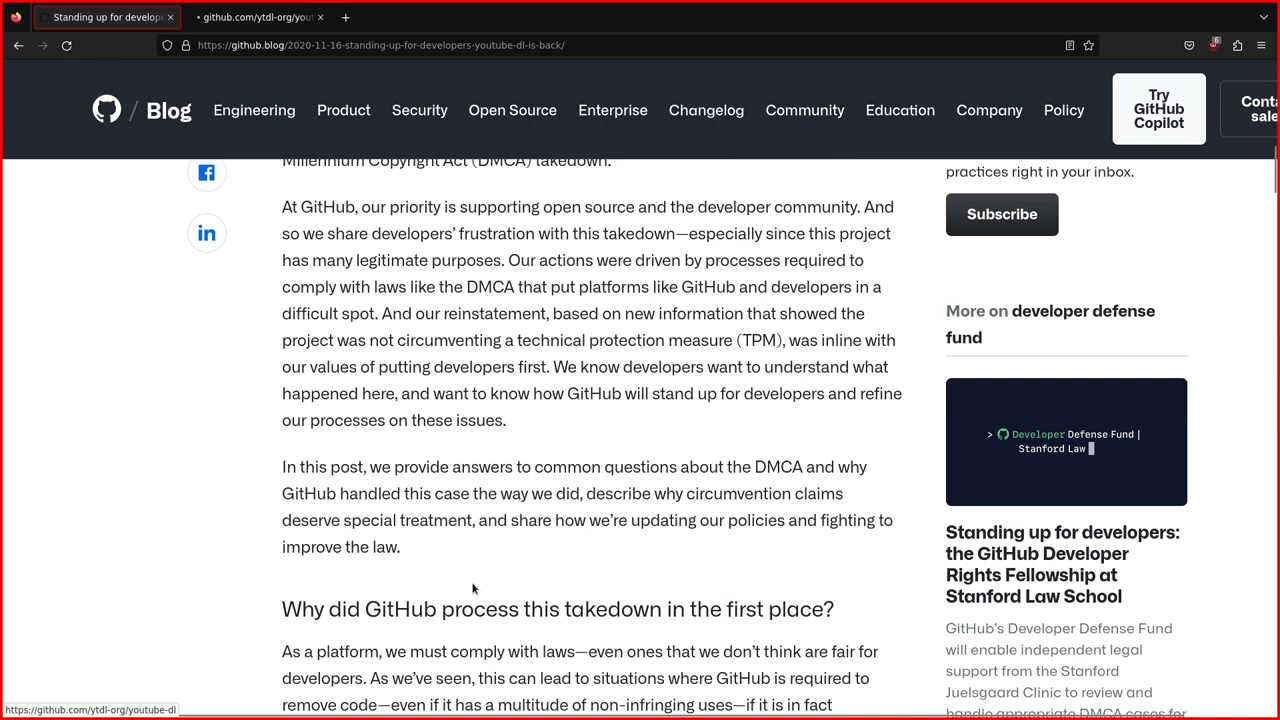 Standing up for develope
github.com/ytdl-org/yout
https://github.blog/2020-11-16-standing-up-for-developers-youtube-dl-is-back/
6
/ Blog
Engineering
Product
Security
Open Source
Enterprise
Changelog
Community
Education
Company
Policy
Try
GitHub
Copilot
Conta
sale
Millennium Copyright Act (DMCA) takedown.
At GitHub, our priority is supporting open source and the developer community. And
so we share developers’ frustration with this takedown—especially since this project
has many legitimate purposes. Our actions were driven by processes required to
comply with laws like the DMCA that put platforms like GitHub and developers in a
difficult spot. And our reinstatement, based on new information that showed the
project was not circumventing a technical protection measure (TPM), was inline with
our values of putting developers first. We know developers want to understand what
happened here, and want to know how GitHub will stand up for developers and refine
our processes on these issues.
In this post, we provide answers to common questions about the DMCA and why
GitHub handled this case the way we did, describe why circumvention claims
deserve special treatment, and share how we’re updating our policies and fighting to
improve the law.
Why did GitHub process this takedown in the first place?
As a platform, we must comply with laws—even ones that we don’t think are fair for
developers. As we’ve seen, this can lead to situations where GitHub is required to
remove code—even if it has a multitude of non-infringing uses—if it is in fact
practices right in your inbox.
Subscribe
More on developer defense
fund
> Developer Defense Fund |
Stanford Law
Standing up for developers:
the GitHub Developer
Rights Fellowship at
Stanford Law School
GitHub’s Developer Defense Fund
will enable independent legal
support from the Stanford
Juelsgaard Clinic to review and
handle appropriate DMCA cases for
https://github.com/ytdl-org/youtube-dl